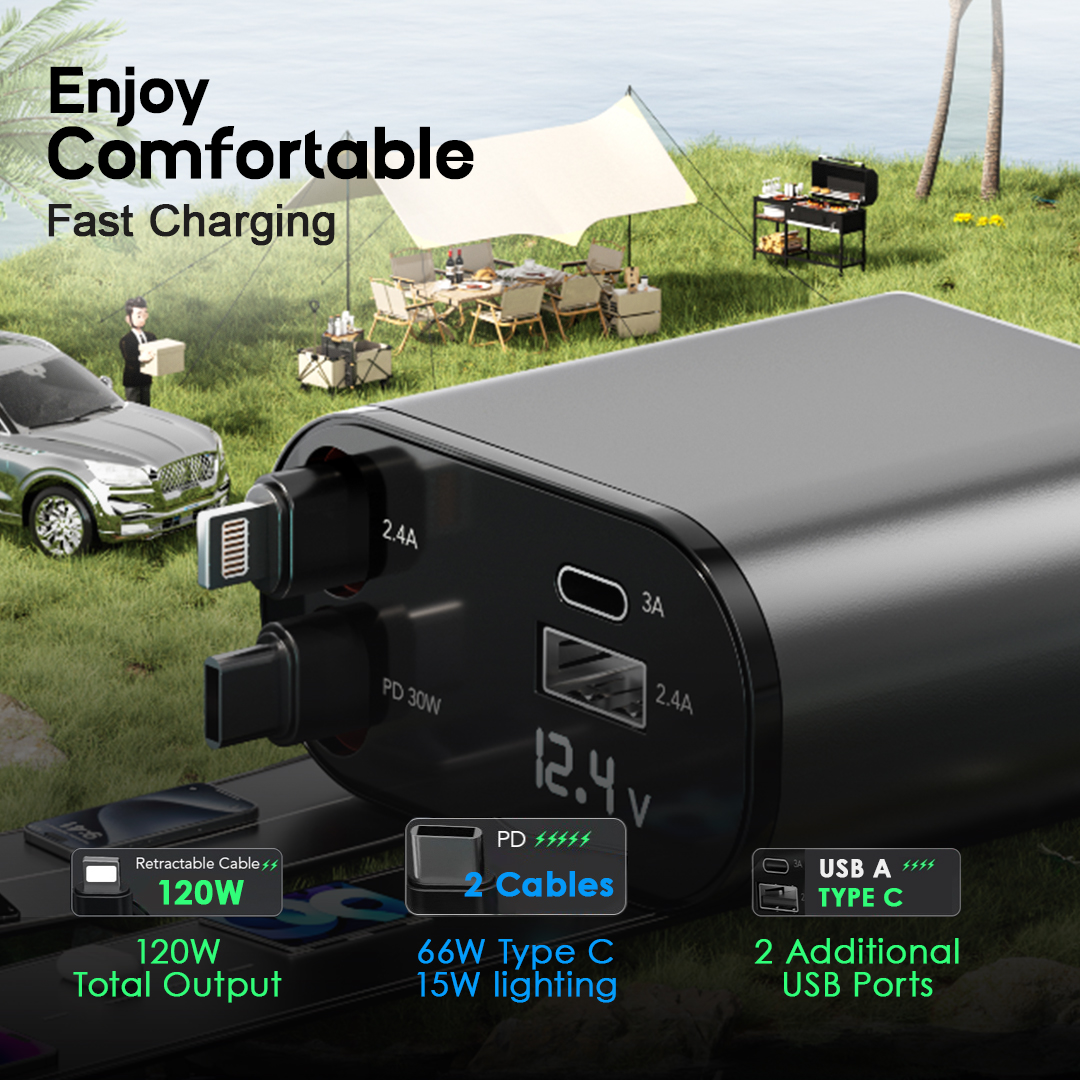 Enjoy
Comfortable
Fast Charging
2.4A
3A
PD 30W
2.4A
12.4 V
Retractable Cable
120W
PD
2 Cables
3A
USB A
TYPE C
120W
Total Output
66W Type C
15W lighting
2 Additional
USB Ports